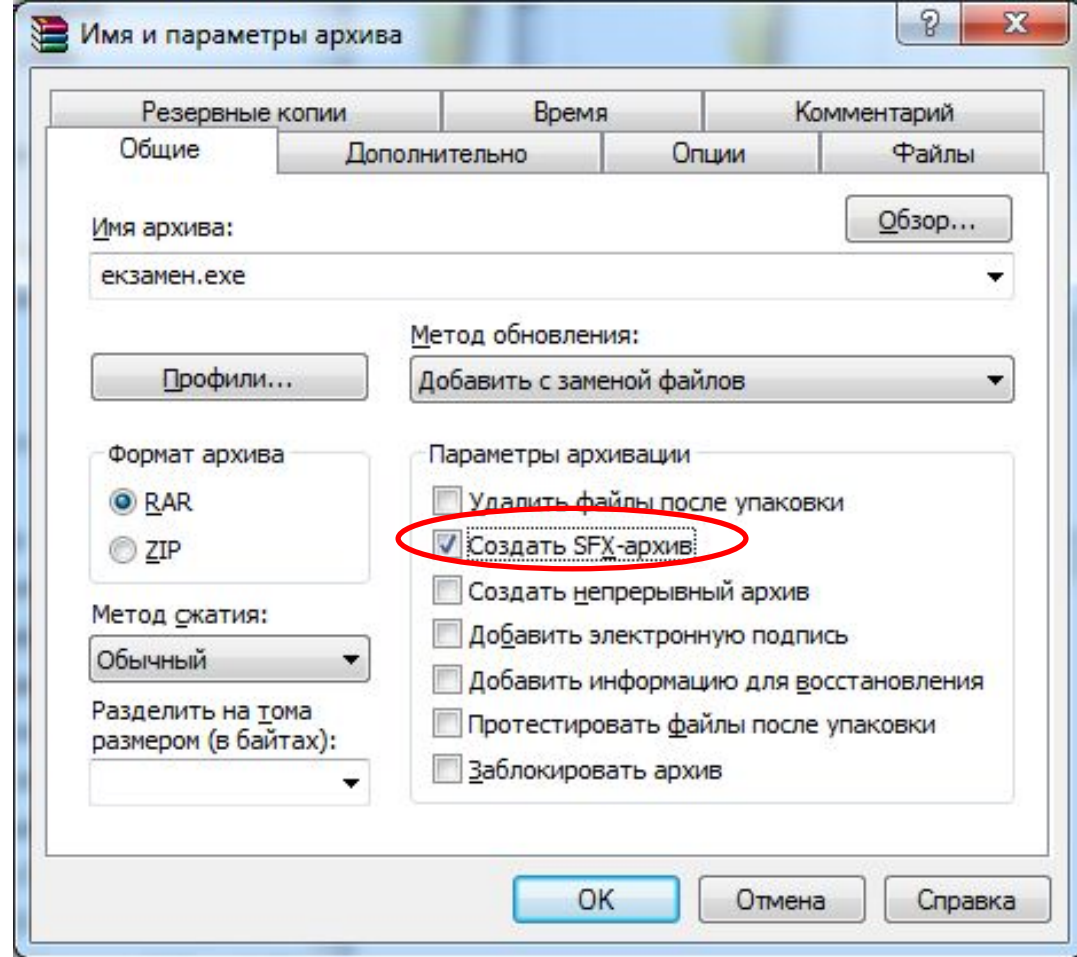 Имя и параметры архива
Резервные копии Время Комментарий
Общие Дополнительно Опции Файлы
Имя архива:
Обзор...
екзамен.exe
Метод обновления:
Профили...
Добавить с заменой файлов
Формат архива
RAR
ZIP
Метод сжатия:
Обычный
Разделить на тома
размером (в байтах):
Параметры архивации
Удалить файлы после упаковки
Создать SFX-архив
Создать непрерывный архив
Добавить электронную подпись
Добавить информацию для восстановления
Протестировать файлы после упаковки
Заблокировать архив
OK Отмена Справка